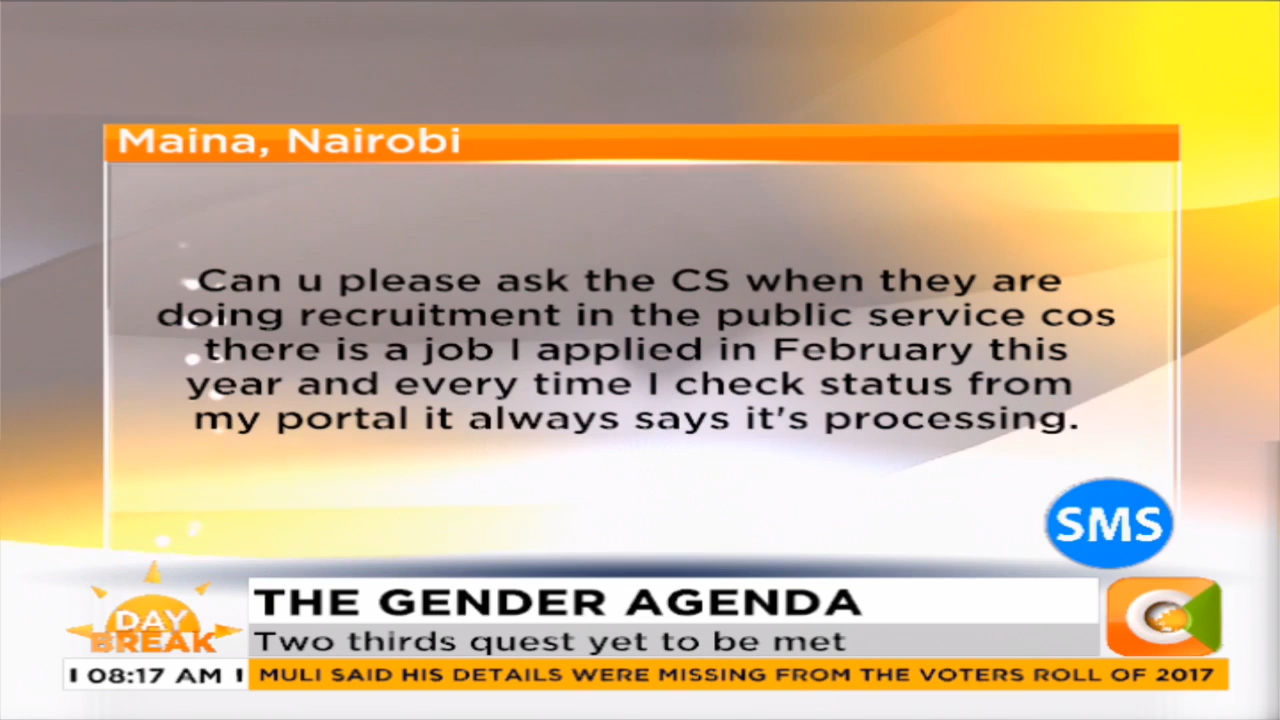 Maina, Nairobi
Can u please ask the CS when they are
doing recruitment in the public service cos
there is a job I applied in February this
year and every time I check status from
my portal it always says it's processing.
SMS
DAY
BREAK
THE GENDER AGENDA
Two thirds quest yet to be met
08:17 AM
MULI SAID HIS DETAILS WERE MISSING FROM THE VOTERS ROLL OF 2017